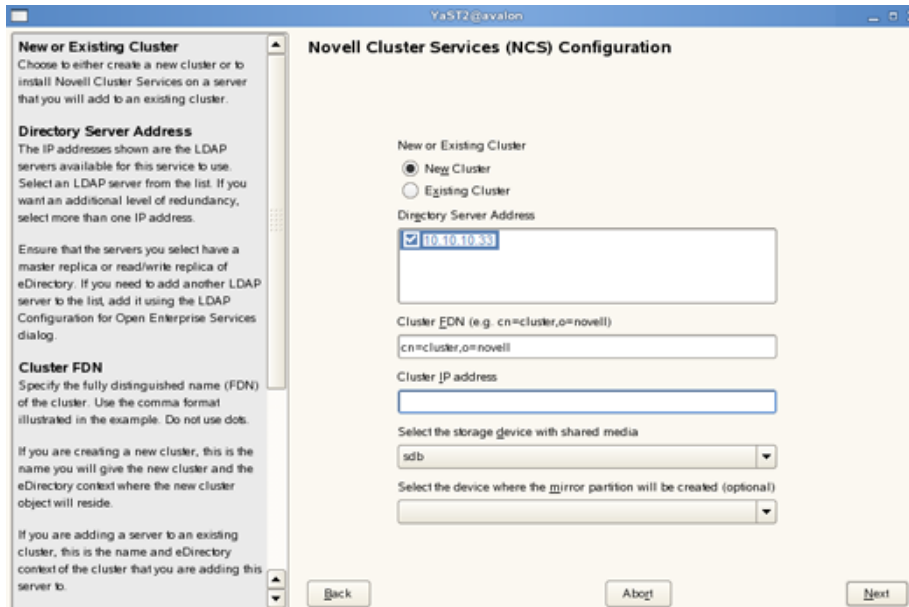 YaST2@avalon
New or Existing Cluster
Choose to either create a new cluster or to
install Novell Cluster Services on a server
that you will add to an existing cluster.
Directory Server Address
The IP addresses shown are the LDAP
servers available for this service to use.
Select an LDAP server from the list. If you
want an additional level of redundancy,
select more than one IP address.
Ensure that the servers you select have a
master replica or read/write replica of
eDirectory. If you need to add another LDAP
server to the list, add it using the LDAP
Configuration for Open Enterprise Services
dialog.
Cluster FDN
Specify the fully distinguished name (FDN)
of the cluster. Use the comma format
illustrated in the example. Do not use dots.
If you are creating a new cluster, this is the
name you will give the new cluster and the
eDirectory context where the new cluster
object will reside.
If you are adding a server to an existing
cluster, this is the name and eDirectory
context of the cluster that you are adding this
server to.
Novell Cluster Services (NCS) Configuration
New or Existing Cluster
New Cluster
Existing Cluster
Directory Server Address
10.10.10.33
Cluster FDN (e.g. cn=cluster,o=novell)
cn=cluster,o=novell
Cluster IP address
Select the storage device with shared media
sdb
Select the device where the mirror partition will be created (optional)
Back
Abort
Next